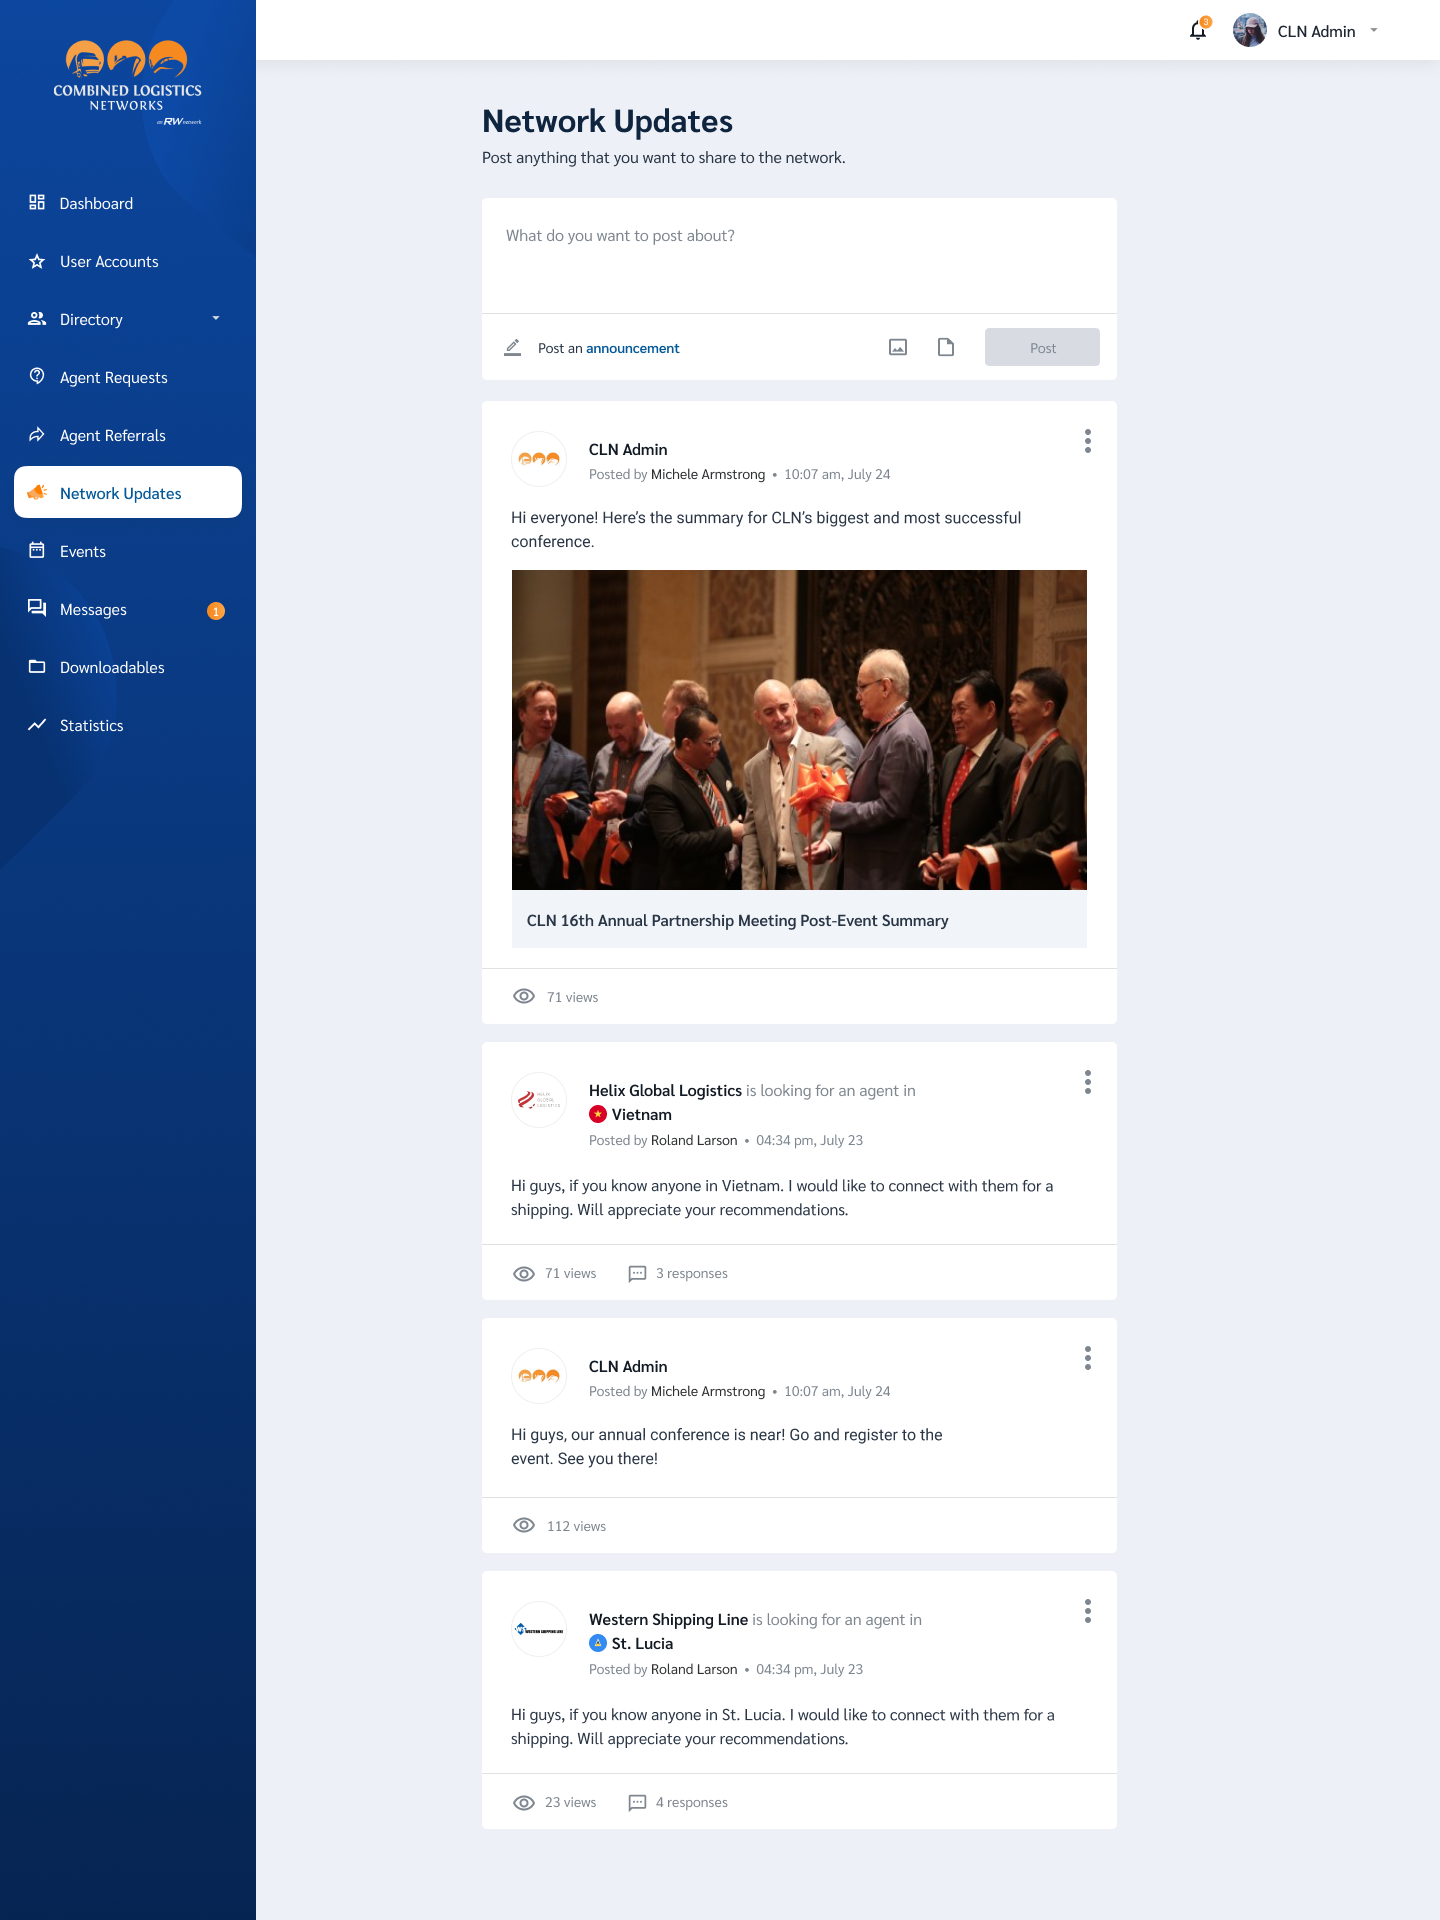 COMBINED LOGISTICS
NETWORKS
an RW network
3
CLN Admin
Dashboard
User Accounts
Directory
Agent Requests
Agent Referrals
Network Updates
Events
Messages
1
Downloadables
Statistics
Network Updates
Post anything that you want to share to the network.
What do you want to post about?
Post an announcement
Post
CLN Admin
Posted by Michele Armstrong • 10:07 am, July 24
Hi everyone! Here’s the summary for CLN’s biggest and most successful
conference.
CLN 16th Annual Partnership Meeting Post-Event Summary
71 views
HELIX
GLOBAL
LOGISTICS
Helix Global Logistics is looking for an agent in
Vietnam
Posted by Roland Larson • 04:34 pm, July 23
Hi guys, if you know anyone in Vietnam. I would like to connect with them for a
shipping. Will appreciate your recommendations.
71 views
3 responses
CLN Admin
Posted by Michele Armstrong • 10:07 am, July 24
Hi guys, our annual conference is near! Go and register to the
event. See you there!
112 views
WESTERN SHIPPING LINE
Western Shipping Line is looking for an agent in
St. Lucia
Posted by Roland Larson • 04:34 pm, July 23
Hi guys, if you know anyone in St. Lucia. I would like to connect with them for a
shipping. Will appreciate your recommendations.
23 views
4 responses